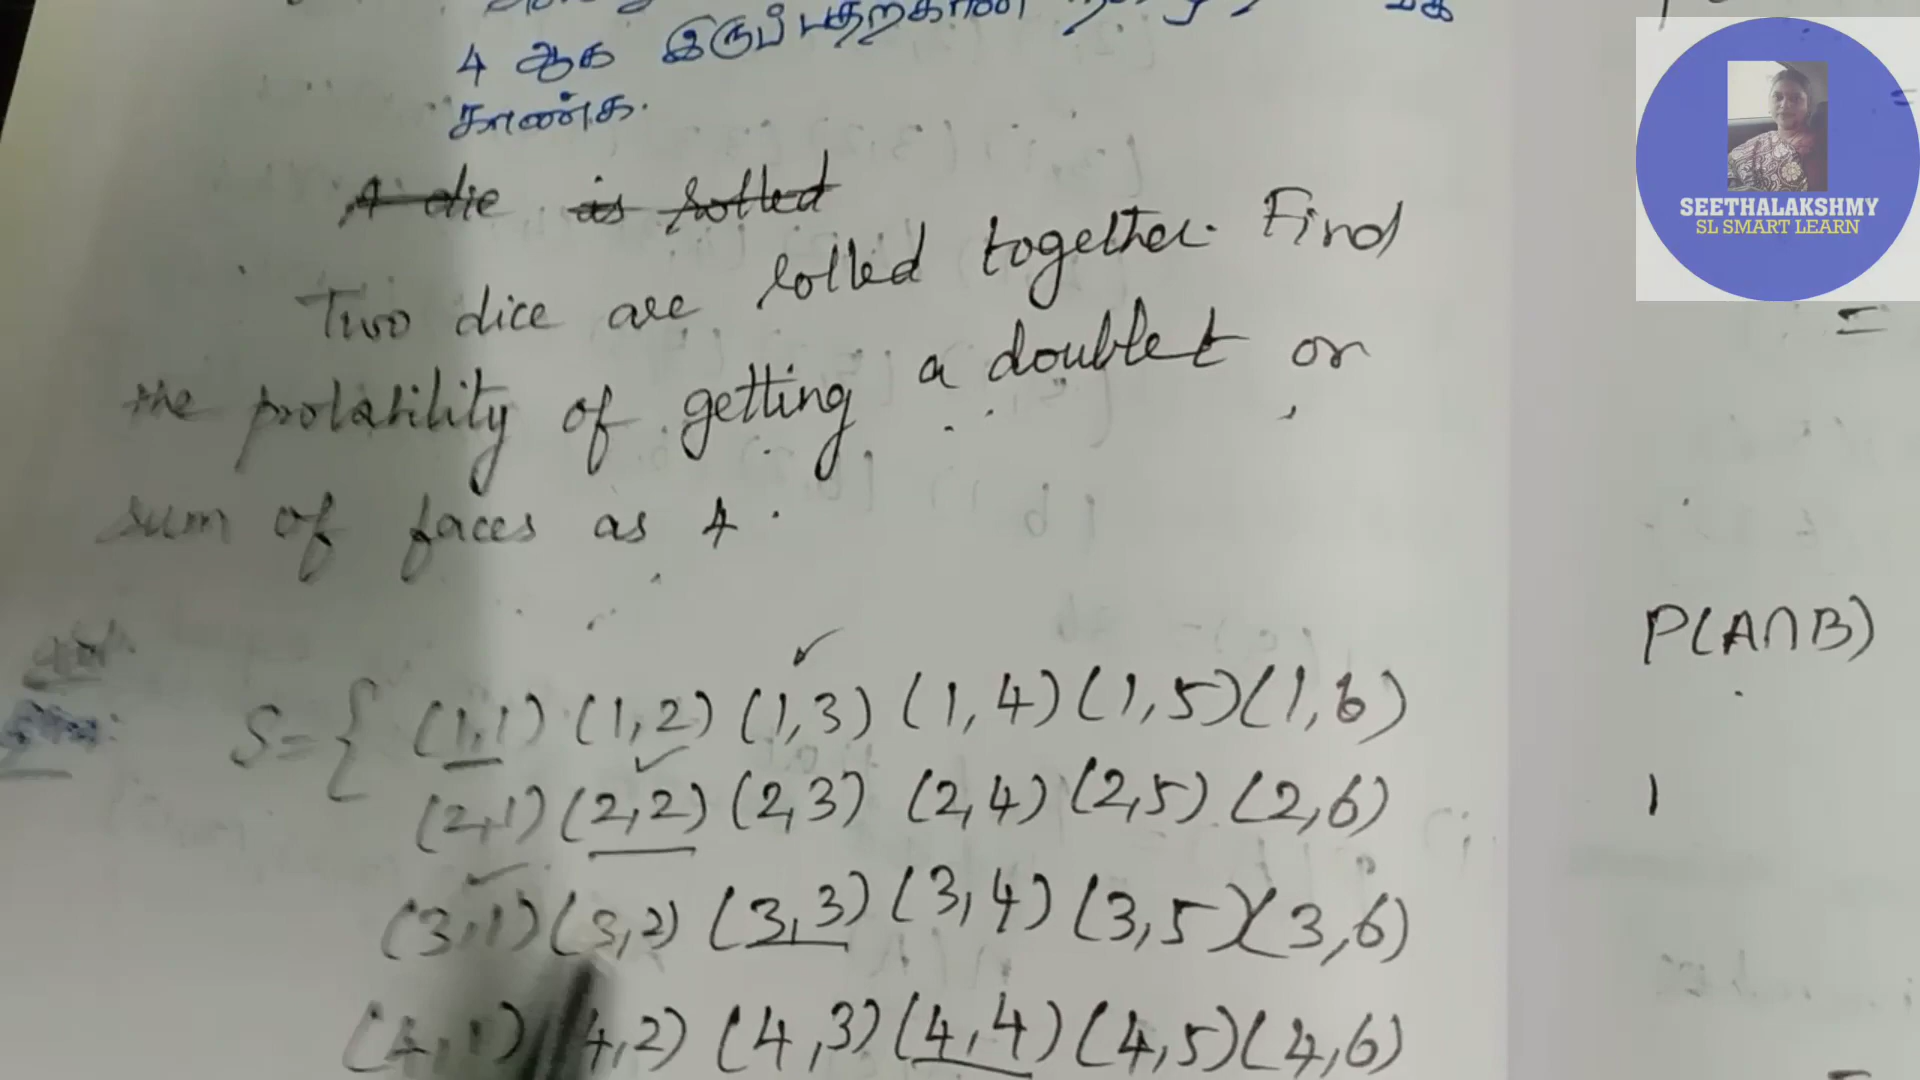 4 ஆக இருப்பதற்கான
காண்க.
A die is rolled
Two dice are rolled together. Find
the probability of getting a doublet or
sum of faces as 4.
S = { (1,1) (1,2) (1,3) (1,4) (1,5) (1,6)
(2,1) (2,2) (2,3) (2,4) (2,5) (2,6)
(3,1) (3,2) (3,3) (3,4) (3,5) (3,6)
(4,1) (4,2) (4,3) (4,4) (4,5) (4,6)
P(A∩B)
SEETHALAKSHMY
SL SMART LEARN